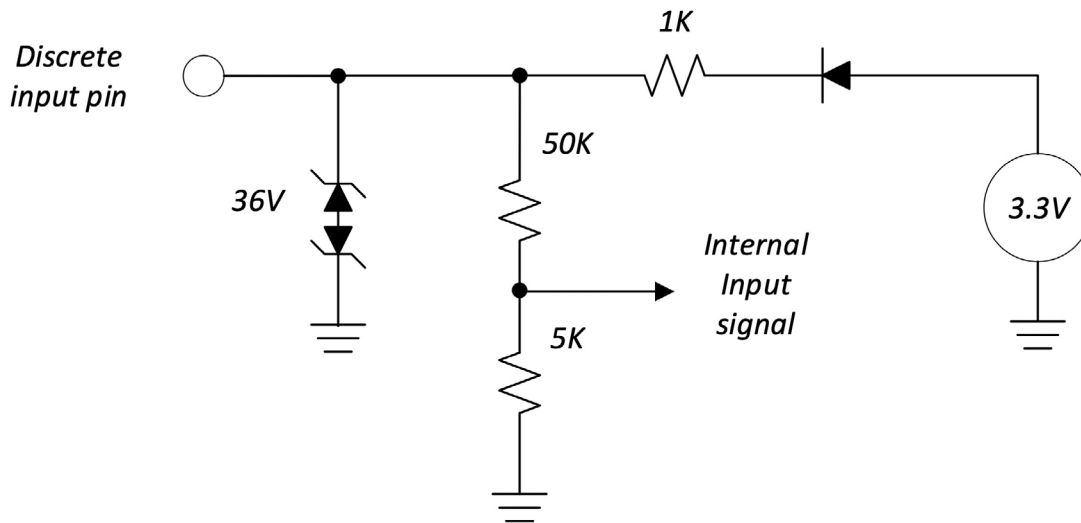 Discrete
input pin
1K
50K
36V
3.3V
Internal
Input
signal
5K